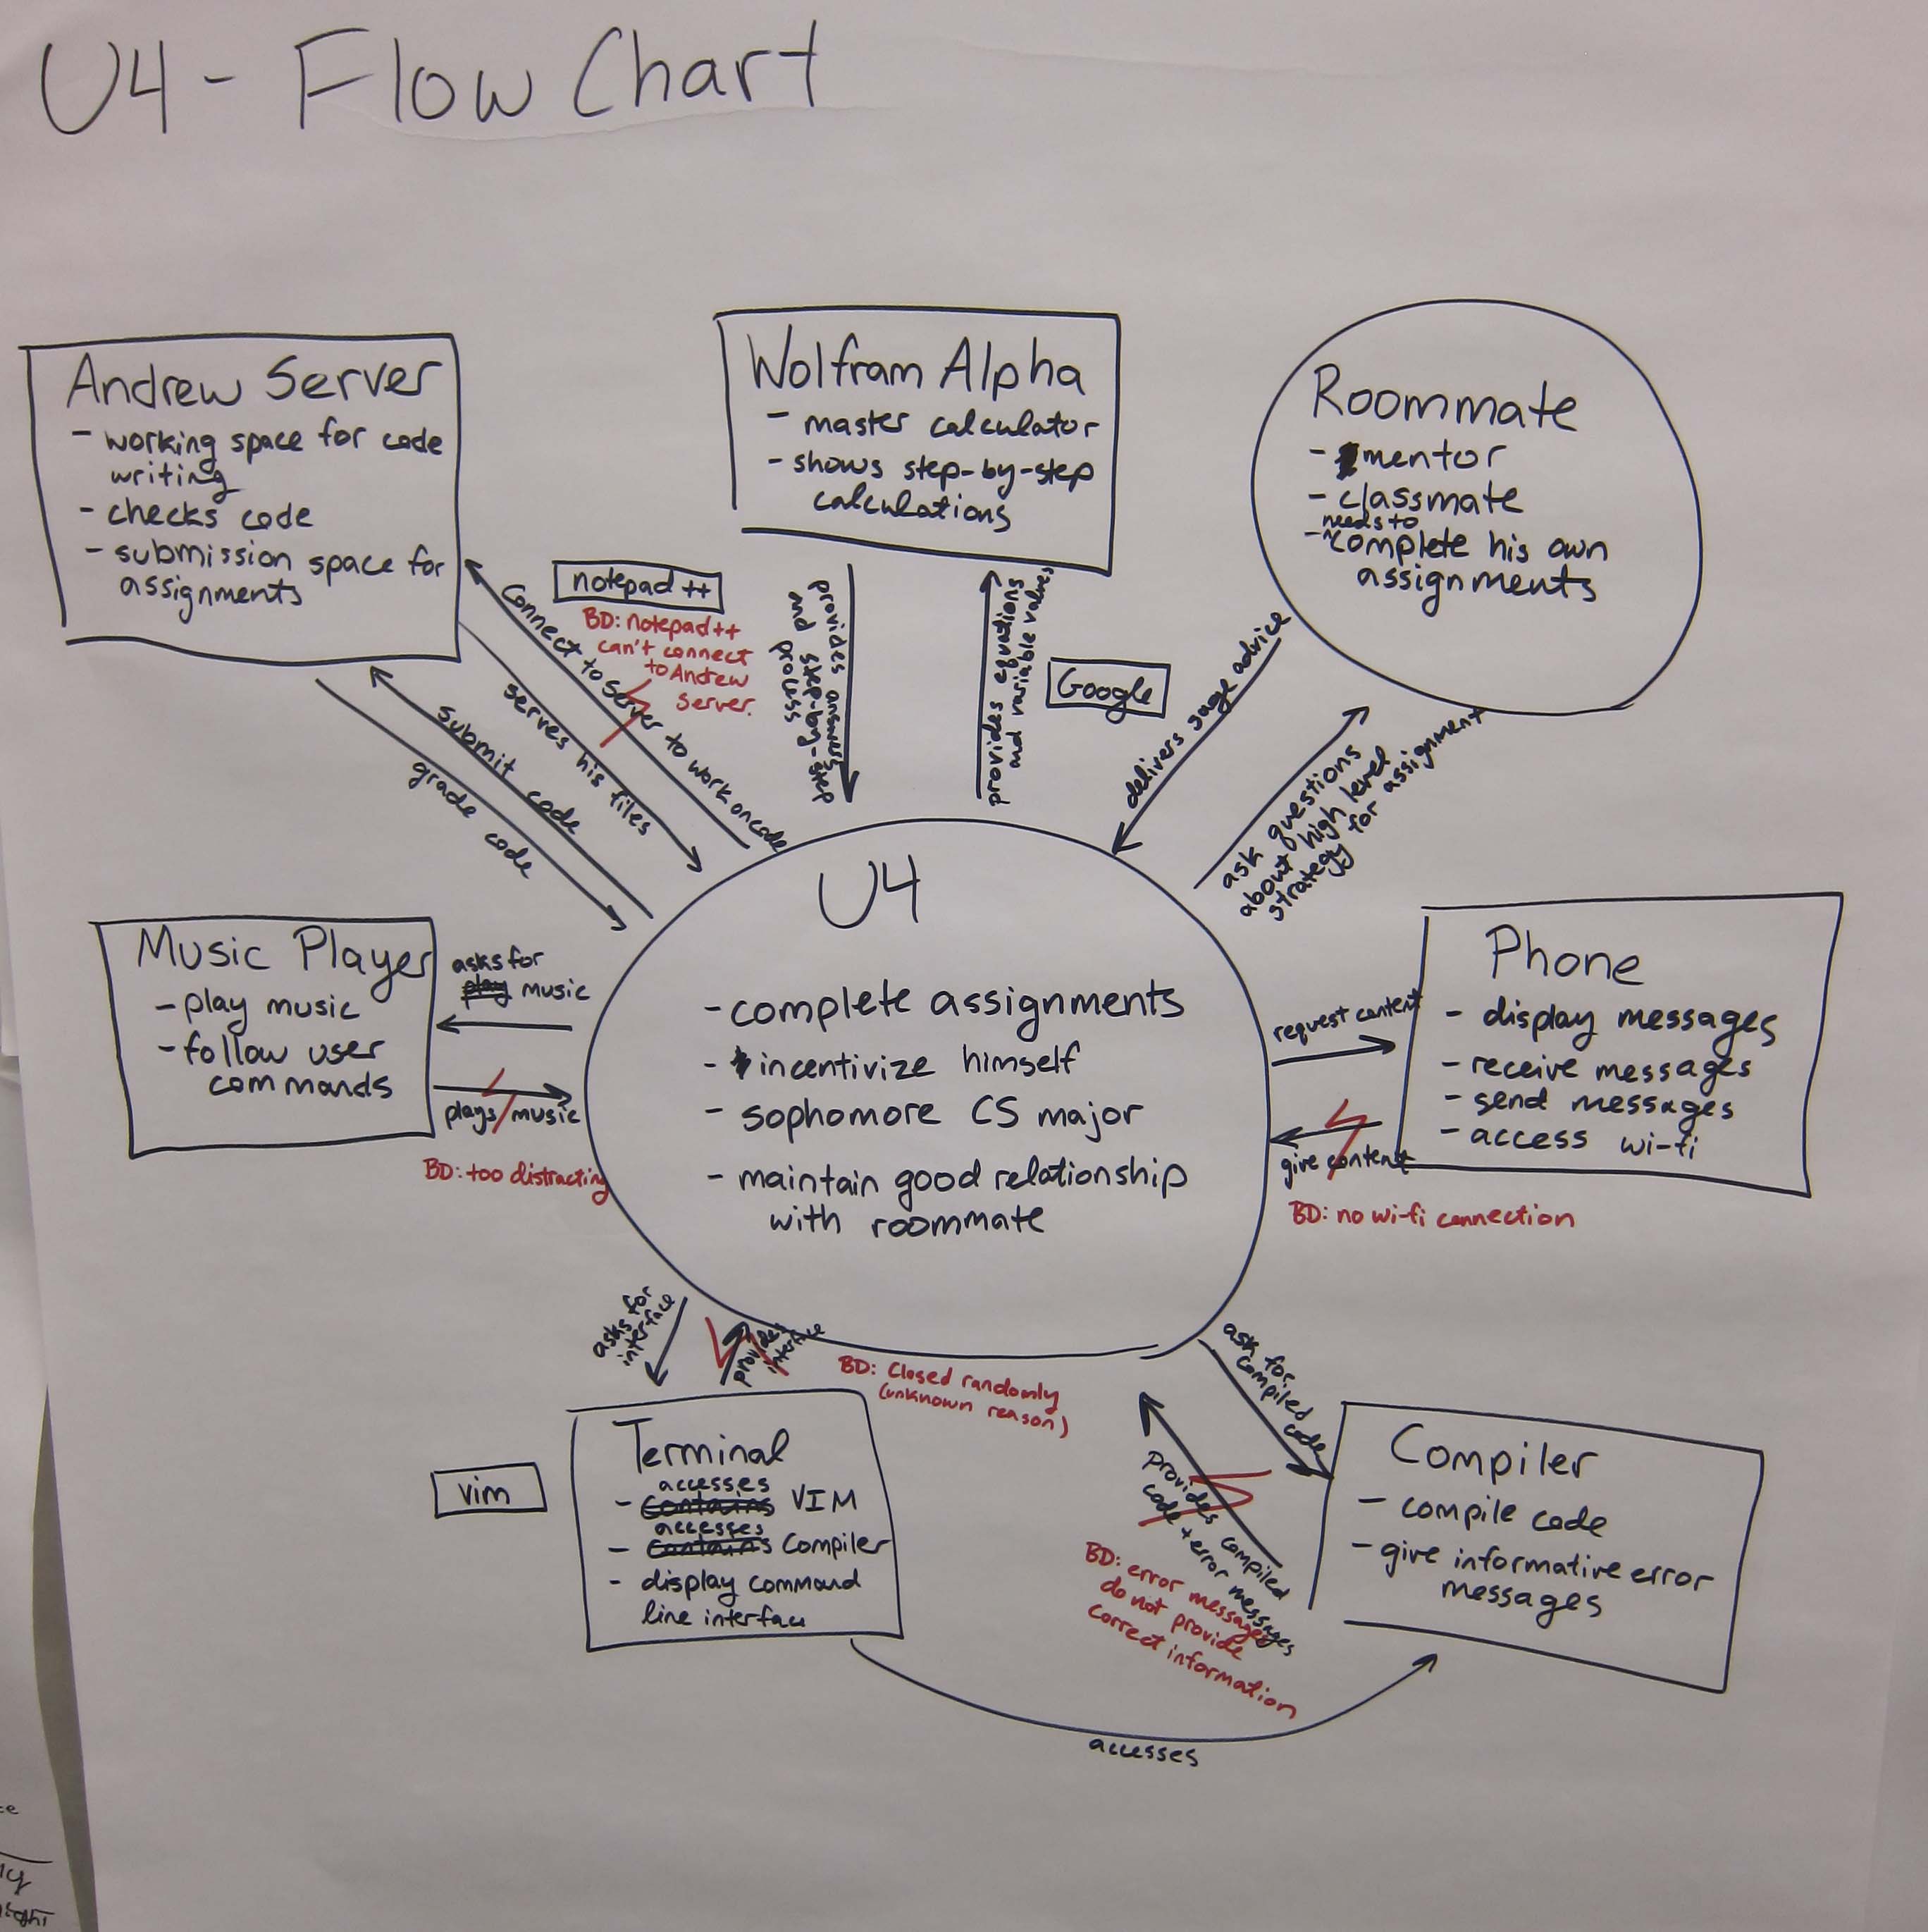 U4 - Flow Chart
Andrew Server
- working space for code
writing
- checks code
- submission space for
assignments
Wolfram Alpha
- master calculator
- shows step-by-step
calculations
Roommate
- mentor
- classmate
needs to
- complete his own
assignments
notepad ++
BD: notepad++
can't connect
to Andrew
Server.
connect to server to work on code
serves his files
submit code
grade code
provides answers
and step-by-step
process
provides equations
and variable values
Google
delivers sage advice
ask questions
about high level
strategy for assignment
Music Player
- play music
- follow user
commands
asks for
play music
plays music
BD: too distracting
U4
- complete assignments
- incentivize himself
- sophomore CS major
- maintain good relationship
with roommate
request content
give content
BD: no wi-fi connection
Phone
- display messages
- receive messages
- send messages
- access wi-fi
asks for
interface
provides
interface
BD: Closed randomly
(unknown reason)
vim
Terminal
accesses
- Contains VIM
accesses
- Contains Compiler
- display command
line interface
ask for
compiled
code
provides compiled
code + error messages
BD: error messages
do not provide
correct information
Compiler
- compile code
- give informative error
messages
accesses